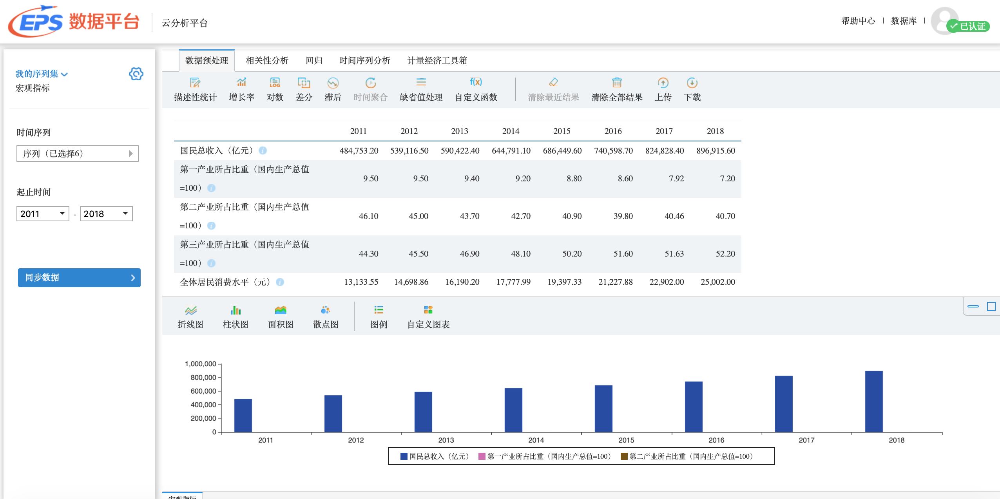 EPS 数据平台
云分析平台
帮助中心 | 数据库 |
已认证
我的序列集
宏观指标
时间序列
序列（已选择6）
起止时间
2011 - 2018
同步数据
数据预处理 相关性分析 回归 时间序列分析 计量经济工具箱
LOG f(x)
描述性统计 增长率 对数 差分 滞后 时间聚合 缺省值处理 自定义函数 清除最近结果 清除全部结果 上传 下载
2011 2012 2013 2014 2015 2016 2017 2018
国民总收入（亿元） i 484,753.20 539,116.50 590,422.40 644,791.10 686,449.60 740,598.70 824,828.40 896,915.60
第一产业所占比重（国内生产总值
=100） i 9.50 9.50 9.40 9.20 8.80 8.60 7.92 7.20
第二产业所占比重（国内生产总值
=100） i 46.10 45.00 43.70 42.70 40.90 39.80 40.46 40.70
第三产业所占比重（国内生产总值
=100） i 44.30 45.50 46.90 48.10 50.20 51.60 51.63 52.20
全体居民消费水平（元） i 13,133.55 14,698.86 16,190.20 17,777.99 19,397.33 21,227.88 22,902.00 25,002.00
折线图 柱状图 面积图 散点图 图例 自定义图表
1,000,000
800,000
600,000
400,000
200,000
0
2011 2012 2013 2014 2015 2016 2017 2018
国民总收入（亿元） 第一产业所占比重（国内生产总值=100） 第二产业所占比重（国内生产总值=100）
宏观指标